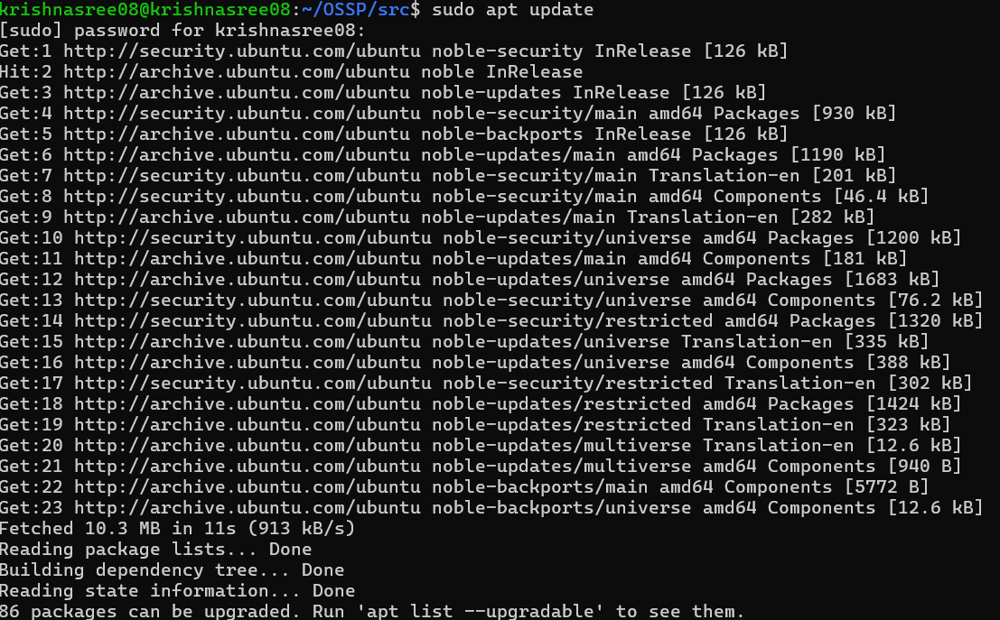 krishnasree08@krishnasree08:~/OSSP/src$ sudo apt update
[sudo] password for krishnasree08:
Get:1 http://security.ubuntu.com/ubuntu noble-security InRelease [126 kB]
Hit:2 http://archive.ubuntu.com/ubuntu noble InRelease
Get:3 http://archive.ubuntu.com/ubuntu noble-updates InRelease [126 kB]
Get:4 http://security.ubuntu.com/ubuntu noble-security/main amd64 Packages [930 kB]
Get:5 http://archive.ubuntu.com/ubuntu noble-backports InRelease [126 kB]
Get:6 http://archive.ubuntu.com/ubuntu noble-updates/main amd64 Packages [1190 kB]
Get:7 http://security.ubuntu.com/ubuntu noble-security/main Translation-en [201 kB]
Get:8 http://security.ubuntu.com/ubuntu noble-security/main amd64 Components [46.4 kB]
Get:9 http://archive.ubuntu.com/ubuntu noble-updates/main Translation-en [282 kB]
Get:10 http://security.ubuntu.com/ubuntu noble-security/universe amd64 Packages [1200 kB]
Get:11 http://archive.ubuntu.com/ubuntu noble-updates/main amd64 Components [181 kB]
Get:12 http://archive.ubuntu.com/ubuntu noble-updates/universe amd64 Packages [1683 kB]
Get:13 http://security.ubuntu.com/ubuntu noble-security/universe amd64 Components [76.2 kB]
Get:14 http://security.ubuntu.com/ubuntu noble-security/restricted amd64 Packages [1320 kB]
Get:15 http://archive.ubuntu.com/ubuntu noble-updates/universe Translation-en [335 kB]
Get:16 http://archive.ubuntu.com/ubuntu noble-updates/universe amd64 Components [388 kB]
Get:17 http://security.ubuntu.com/ubuntu noble-security/restricted Translation-en [302 kB]
Get:18 http://archive.ubuntu.com/ubuntu noble-updates/restricted amd64 Packages [1424 kB]
Get:19 http://archive.ubuntu.com/ubuntu noble-updates/restricted Translation-en [323 kB]
Get:20 http://archive.ubuntu.com/ubuntu noble-updates/multiverse Translation-en [12.6 kB]
Get:21 http://archive.ubuntu.com/ubuntu noble-updates/multiverse amd64 Components [940 B]
Get:22 http://archive.ubuntu.com/ubuntu noble-backports/main amd64 Components [5772 B]
Get:23 http://archive.ubuntu.com/ubuntu noble-backports/universe amd64 Components [12.6 kB]
Fetched 10.3 MB in 11s (913 kB/s)
Reading package lists... Done
Building dependency tree... Done
Reading state information... Done
86 packages can be upgraded. Run 'apt list --upgradable' to see them.